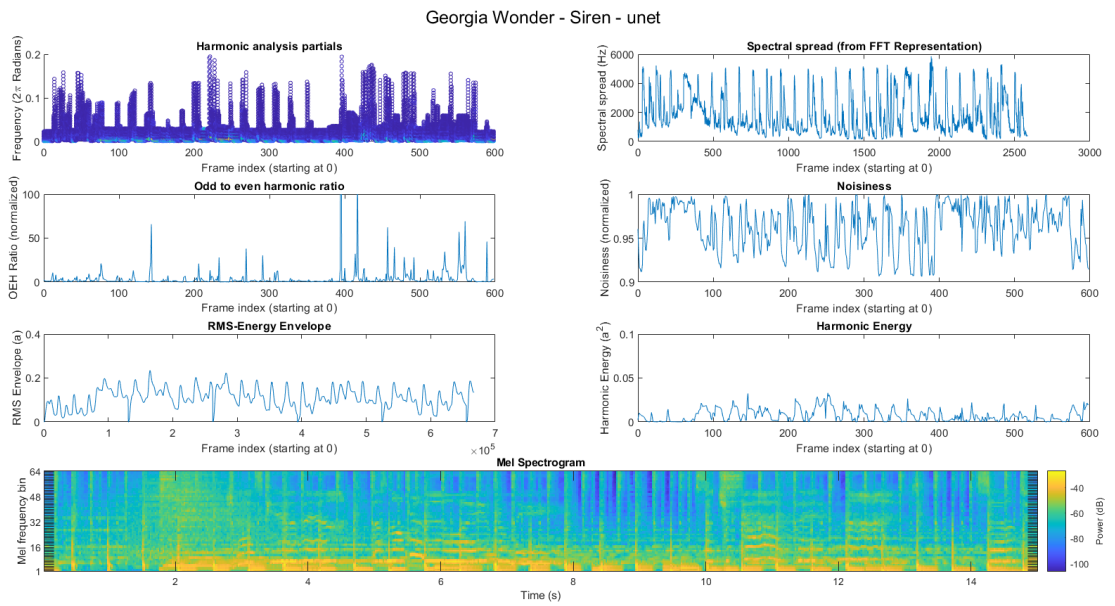 Georgia Wonder - Siren - unet
Harmonic analysis partials
Frequency (2π Radians)
0.2
0.1
0
0 100 200 300 400 500 600
Frame index (starting at 0)
Spectral spread (from FFT Representation)
Spectral spread (Hz)
6000
4000
2000
0
0 500 1000 1500 2000 2500 3000
Frame index (starting at 0)
Odd to even harmonic ratio
OEH Ratio (normalized)
100
50
0
0 100 200 300 400 500 600
Frame index (starting at 0)
Noisiness
Noisiness (normalized)
1
0.95
0.9
0 100 200 300 400 500 600
Frame index (starting at 0)
RMS-Energy Envelope
RMS Envelope (a)
0.4
0.2
0
0 1 2 3 4 5 6 7
Frame index (starting at 0)
×10^5
Harmonic Energy
Harmonic Energy (a^2)
0.1
0.05
0
0 100 200 300 400 500 600
Frame index (starting at 0)
Mel Spectrogram
Mel frequency bin
64
48
32
16
1
2 4 6 8 10 12 14
Time (s)
-40
-60
-80
-100
Power (dB)